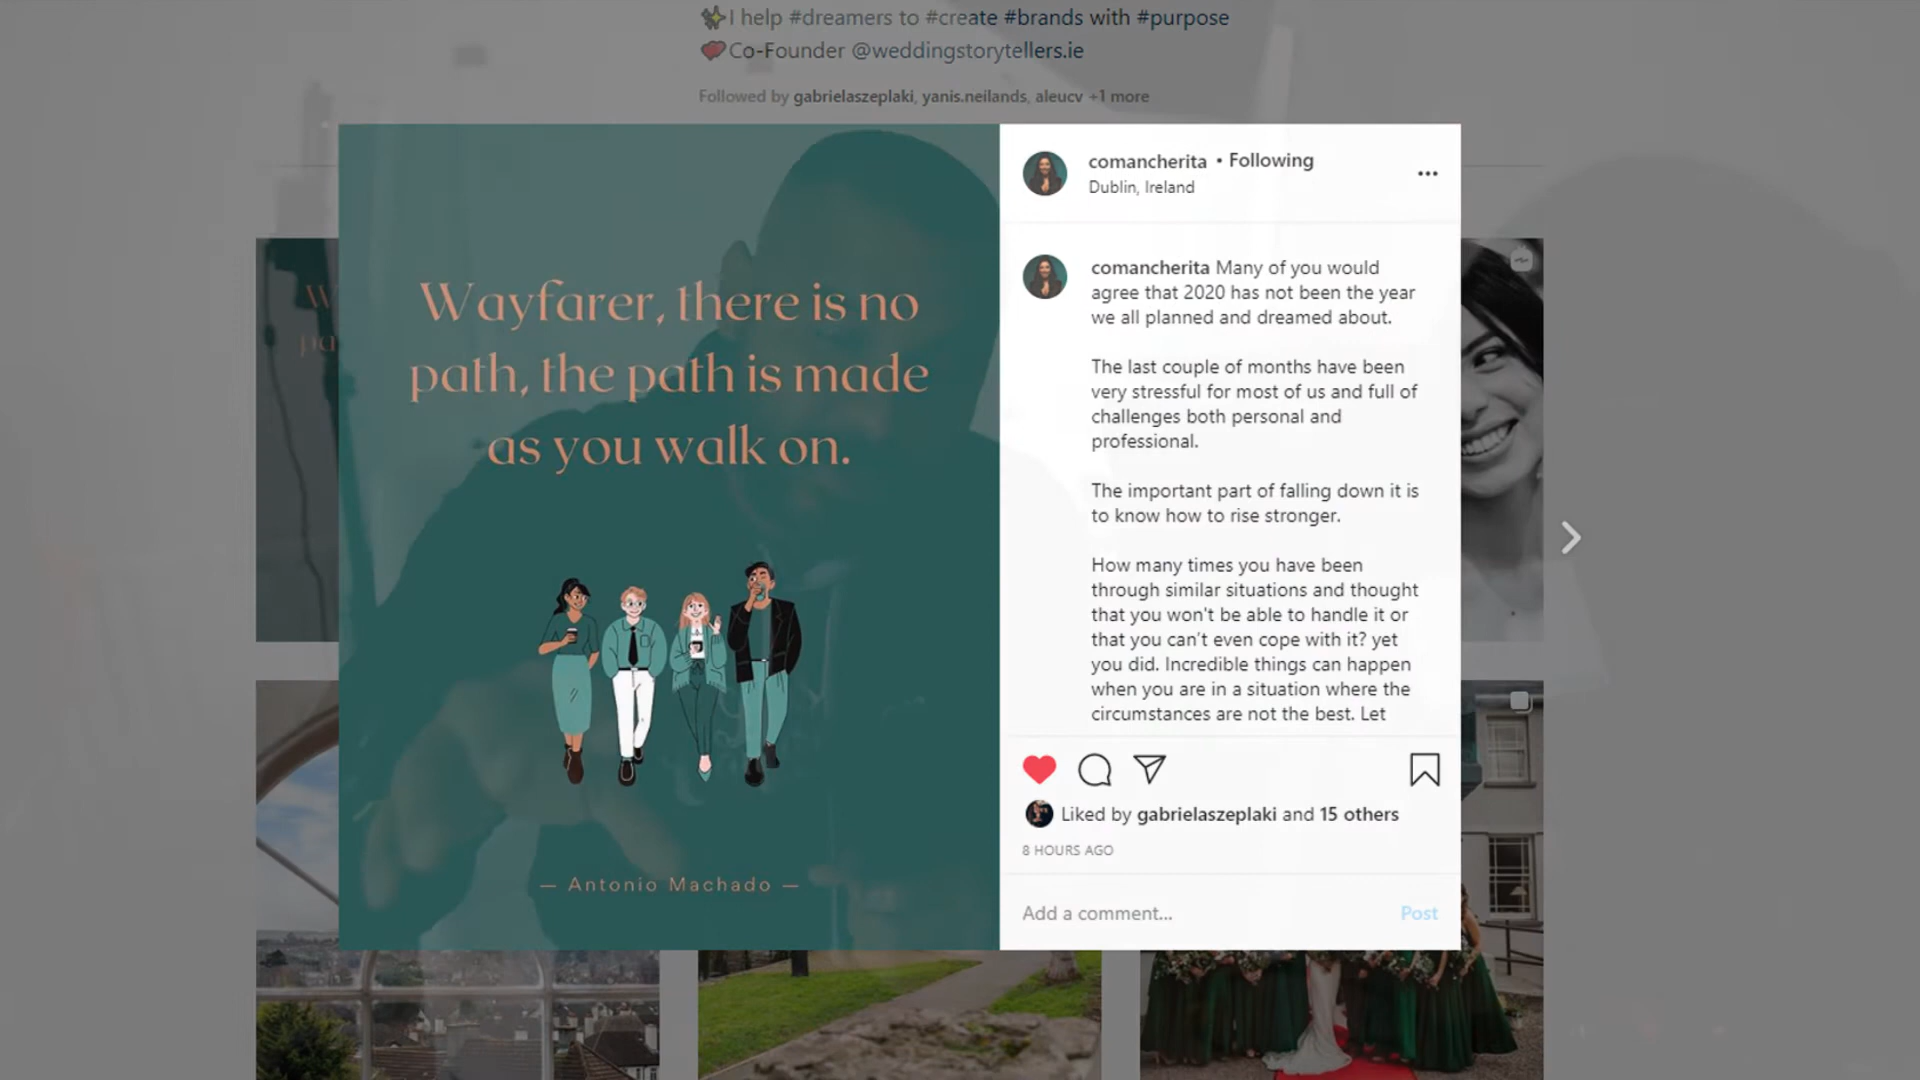 ✨I help #dreamers to #create #brands with #purpose
❤️Co-Founder @weddingstorytellers.ie
Followed by gabrielaszeplaki, yanis.neilands, aleucv +1 more
Wayfarer, there is no
path, the path is made
as you walk on.
— Antonio Machado —
comancherita • Following
Dublin, Ireland
comancherita Many of you would
agree that 2020 has not been the year
we all planned and dreamed about.
The last couple of months have been
very stressful for most of us and full of
challenges both personal and
professional.
The important part of falling down it is
to know how to rise stronger.
How many times you have been
through similar situations and thought
that you won't be able to handle it or
that you can't even cope with it? yet
you did. Incredible things can happen
when you are in a situation where the
circumstances are not the best. Let
Liked by gabrielaszeplaki and 15 others
8 HOURS AGO
Add a comment... Post